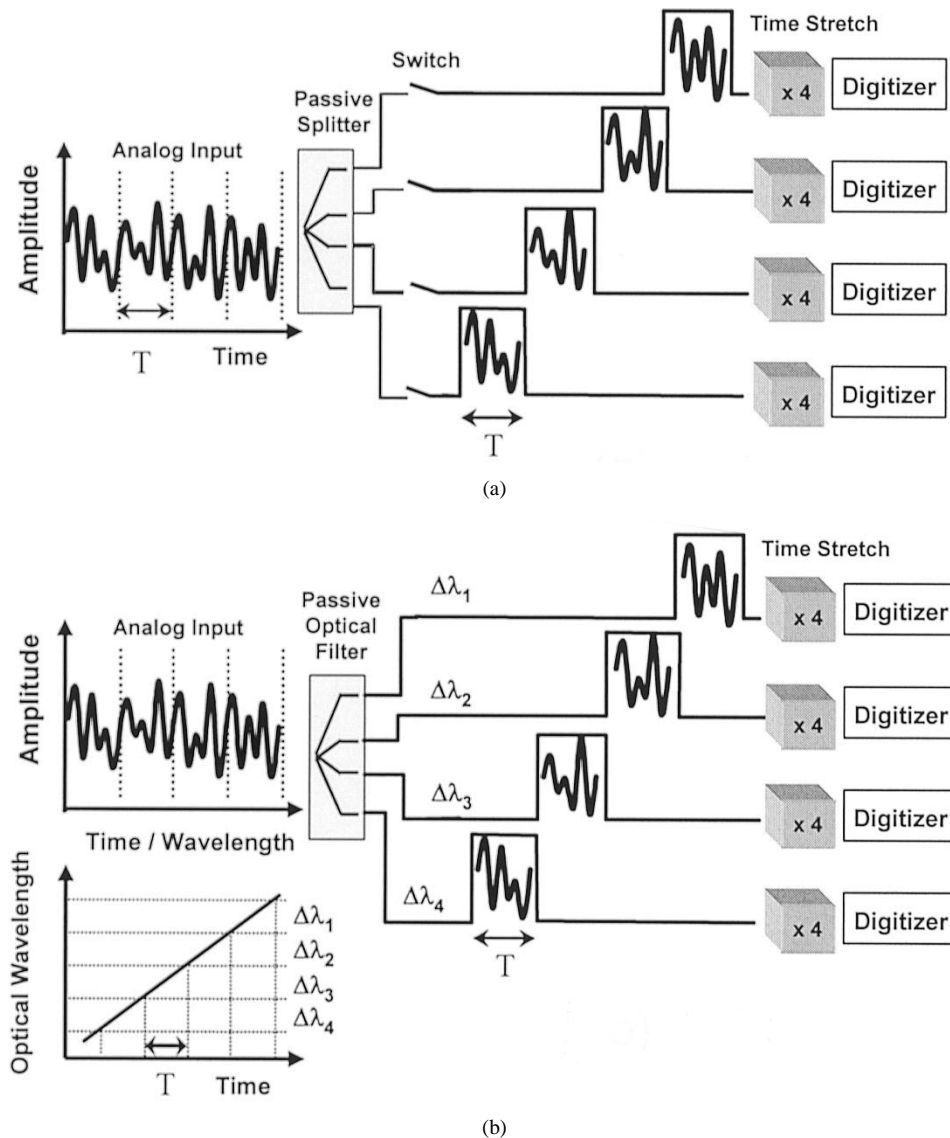 Time Stretch
Switch
Passive
Splitter
Analog Input
Amplitude
T
Time
x 4
Digitizer
x 4
Digitizer
x 4
Digitizer
x 4
Digitizer
T
(a)
Time Stretch
Passive
Optical
Filter
Analog Input
Amplitude
Time / Wavelength
Δλ1
Δλ2
Δλ3
Δλ4
x 4
Digitizer
x 4
Digitizer
x 4
Digitizer
x 4
Digitizer
T
Optical Wavelength
Δλ1
Δλ2
Δλ3
Δλ4
T
Time
(b)